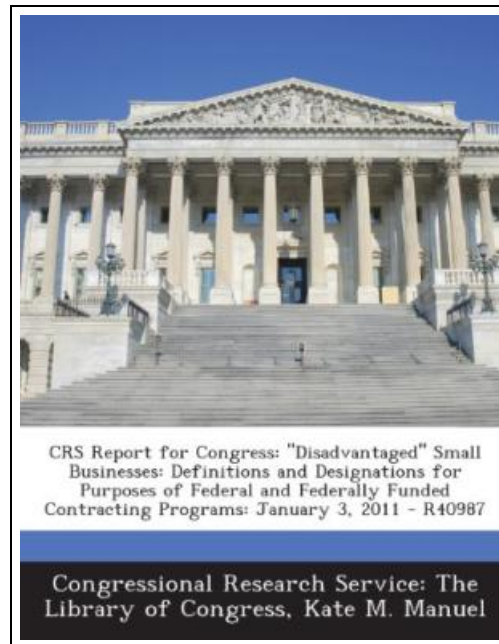 CRS Report for Congress: "Disadvantaged" Small
Businesses: Definitions and Designations for
Purposes of Federal and Federally Funded
Contracting Programs: January 3, 2011 - R40987
Congressional Research Service: The
Library of Congress, Kate M. Manuel